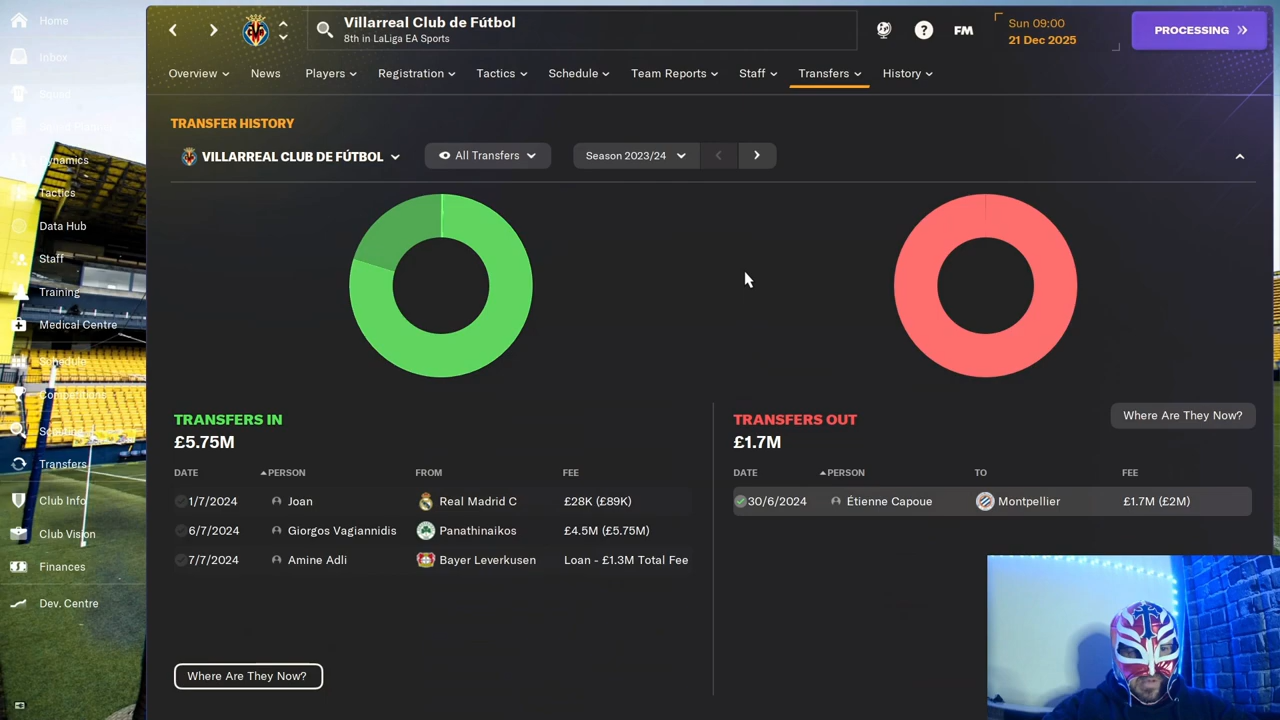 Home
Inbox
Squad
Dynamics
Tactics
Data Hub
Staff
Training
Medical Centre
Schedule
Competitions
Scouting
Transfers
Club Info
Club Vision
Finances
Dev. Centre
Villarreal Club de Fútbol
8th in LaLiga EA Sports
FM
Sun 09:00
21 Dec 2025
PROCESSING
Overview
News
Players
Registration
Tactics
Schedule
Team Reports
Staff
Transfers
History
TRANSFER HISTORY
VILLARREAL CLUB DE FÚTBOL
All Transfers
Season 2023/24
TRANSFERS IN
£5.75M
DATE PERSON FROM FEE
1/7/2024 Joan Real Madrid C £28K (£89K)
6/7/2024 Giorgos Vagiannidis Panathinaikos £4.5M (£5.75M)
7/7/2024 Amine Adli Bayer Leverkusen Loan - £1.3M Total Fee
Where Are They Now?
TRANSFERS OUT
£1.7M
Where Are They Now?
DATE PERSON TO FEE
30/6/2024 Étienne Capoue Montpellier £1.7M (£2M)